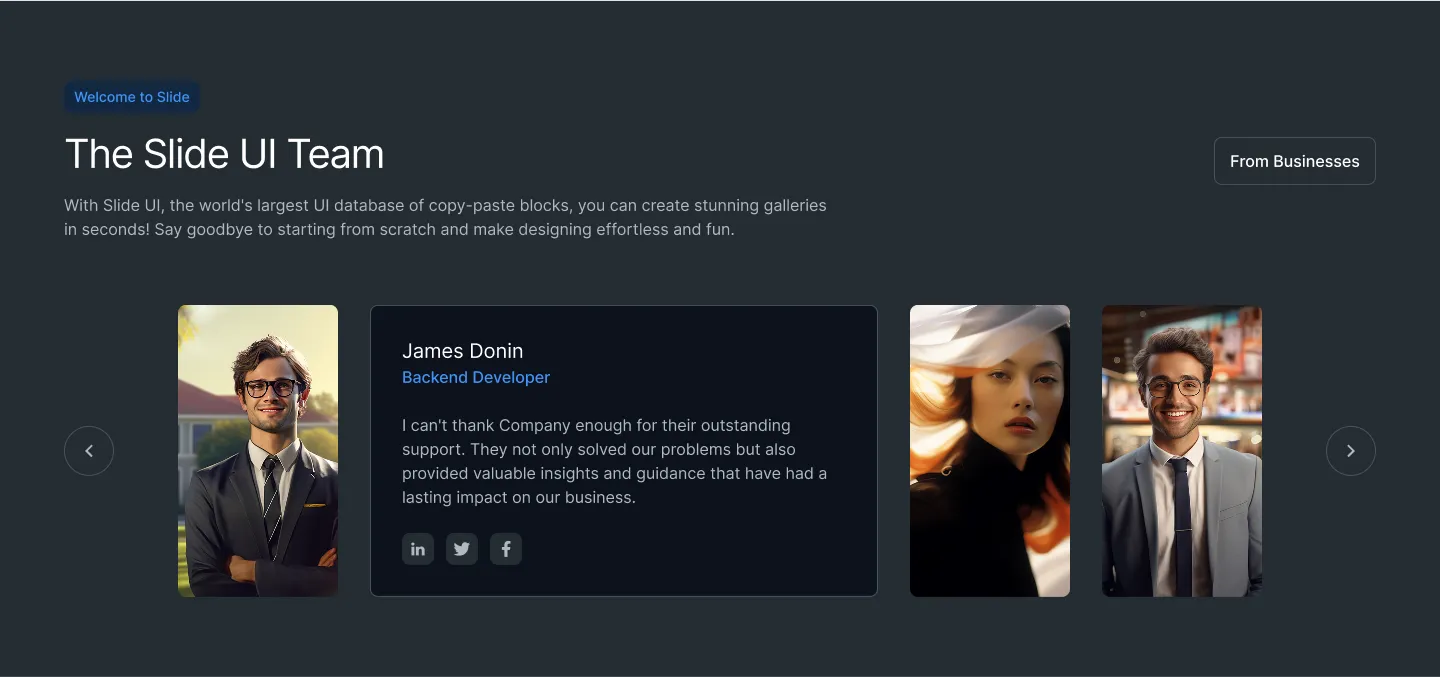 Welcome to Slide
The Slide UI Team
From Businesses
With Slide UI, the world's largest UI database of copy-paste blocks, you can create stunning galleries
in seconds! Say goodbye to starting from scratch and make designing effortless and fun.
James Donin
Backend Developer
I can't thank Company enough for their outstanding
support. They not only solved our problems but also
provided valuable insights and guidance that have had a
lasting impact on our business.
in